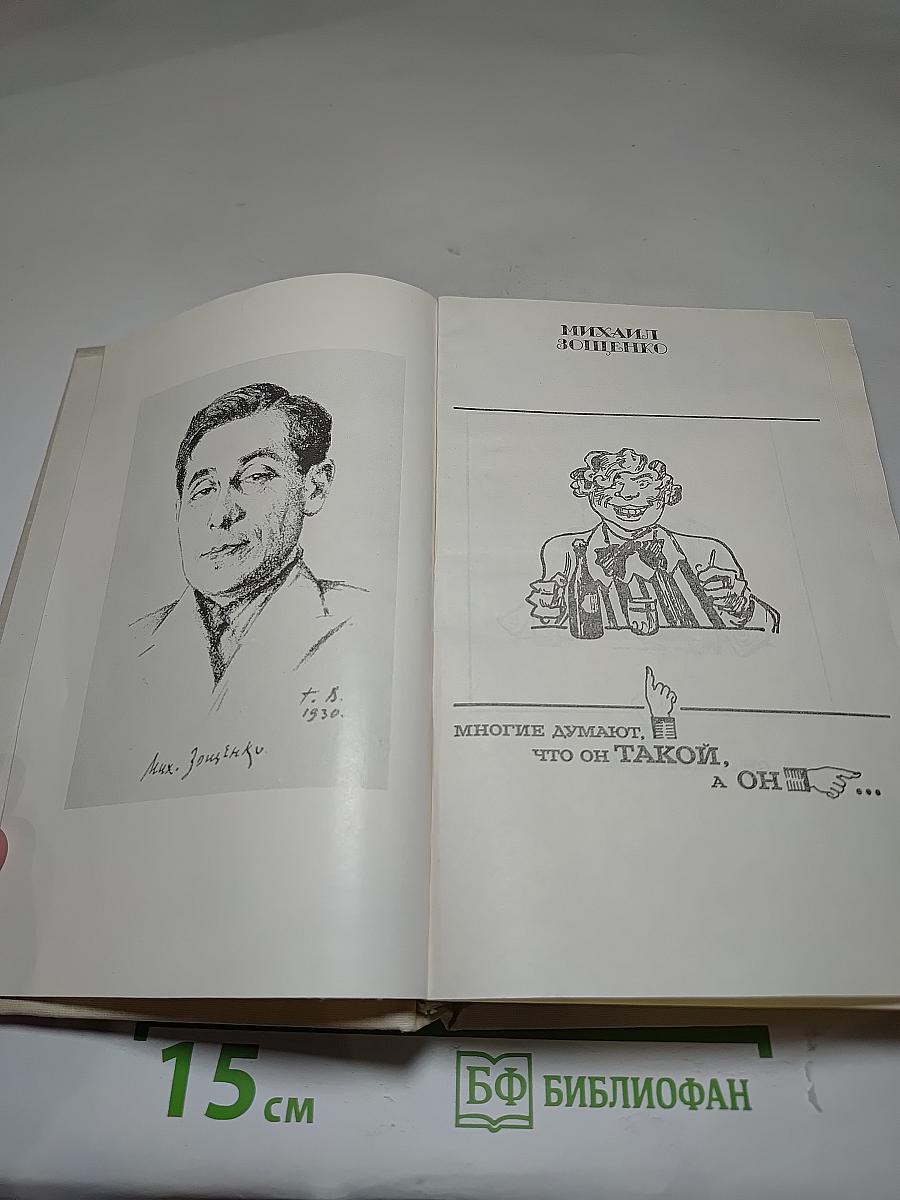 Г. В.
1930.
Мих. Зощенко.
МИХАИЛ
ЗОЩЕНКО
МНОГИЕ ДУМАЮТ,
ЧТО ОН ТАКОЙ,
А ОН ...
15 см
БФ БИБЛИОФАН